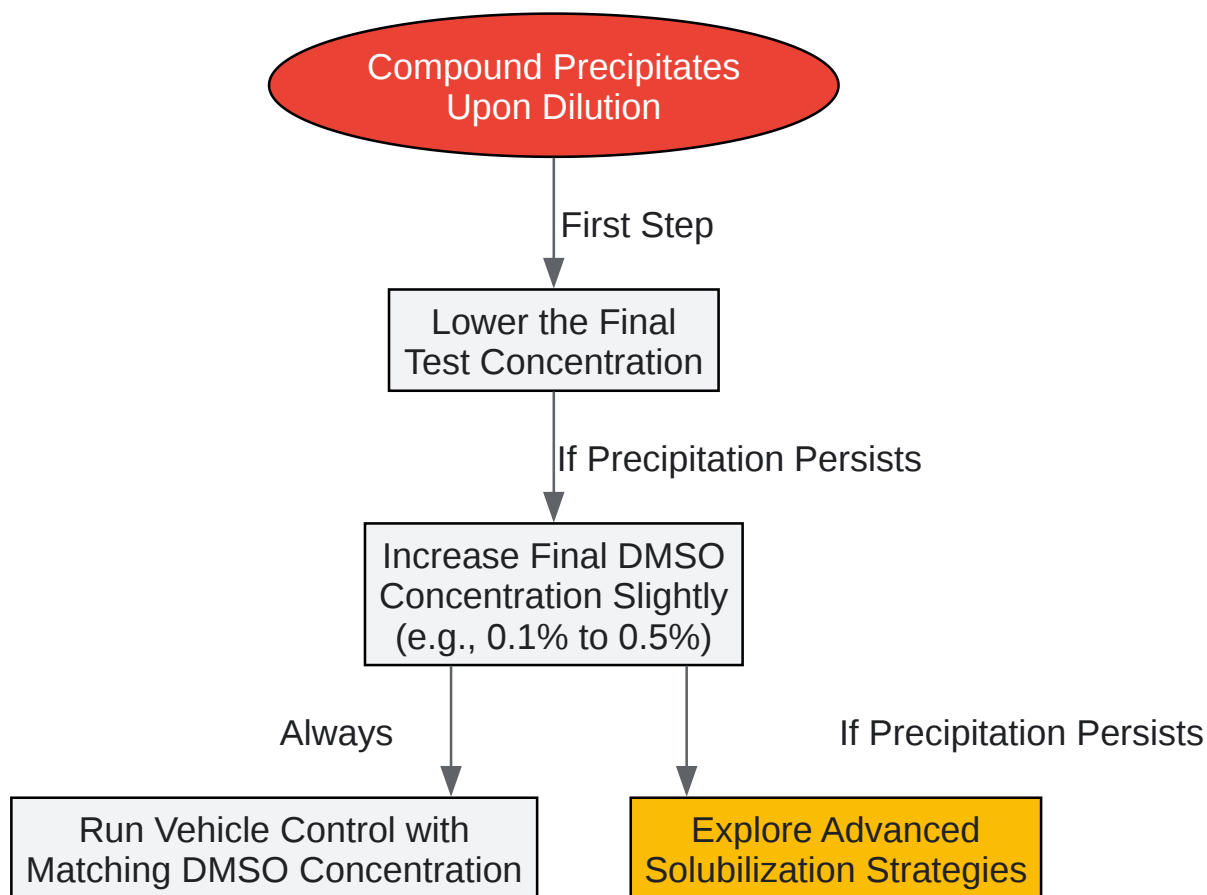 Compound Precipitates
Upon Dilution
First Step
Lower the Final
Test Concentration
If Precipitation Persists
Increase Final DMSO
Concentration Slightly
(e.g., 0.1% to 0.5%)
Always
If Precipitation Persists
Run Vehicle Control with
Matching DMSO Concentration
Explore Advanced
Solubilization Strategies